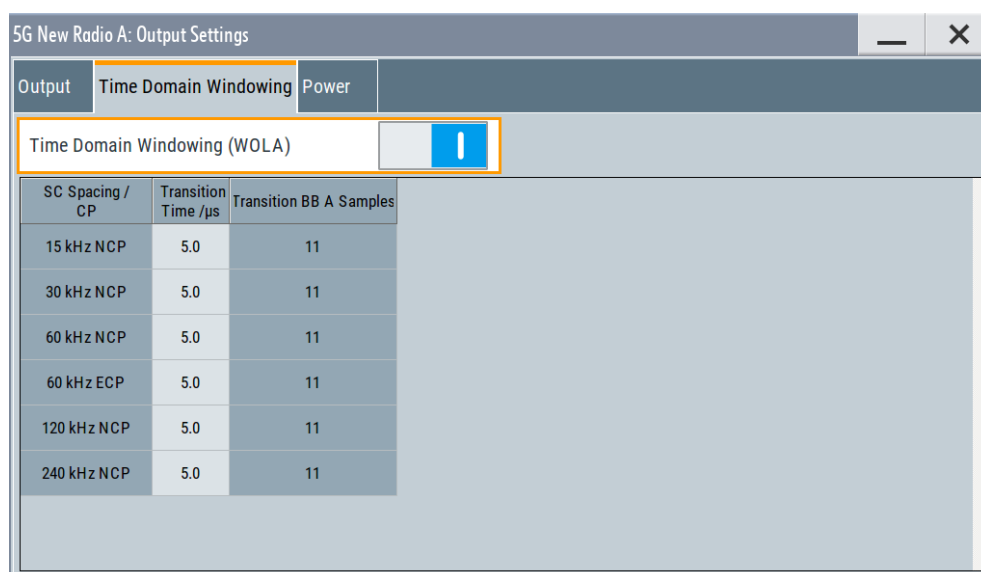 5G New Radio A: Output Settings
Output Time Domain Windowing Power
Time Domain Windowing (WOLA)
SC Spacing / CP Transition Time /µs Transition BB A Samples
15 kHz NCP 5.0 11
30 kHz NCP 5.0 11
60 kHz NCP 5.0 11
60 kHz ECP 5.0 11
120 kHz NCP 5.0 11
240 kHz NCP 5.0 11